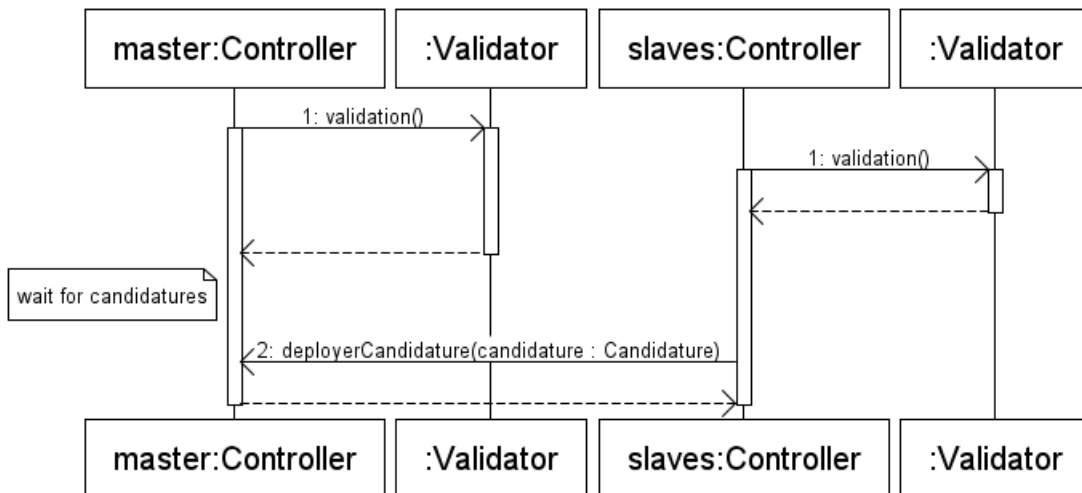 master:Controller
:Validator
slaves:Controller
:Validator
1: validation()
1: validation()
wait for candidatures
2: deployerCandidature(candidature : Candidature)
master:Controller
:Validator
slaves:Controller
:Validator